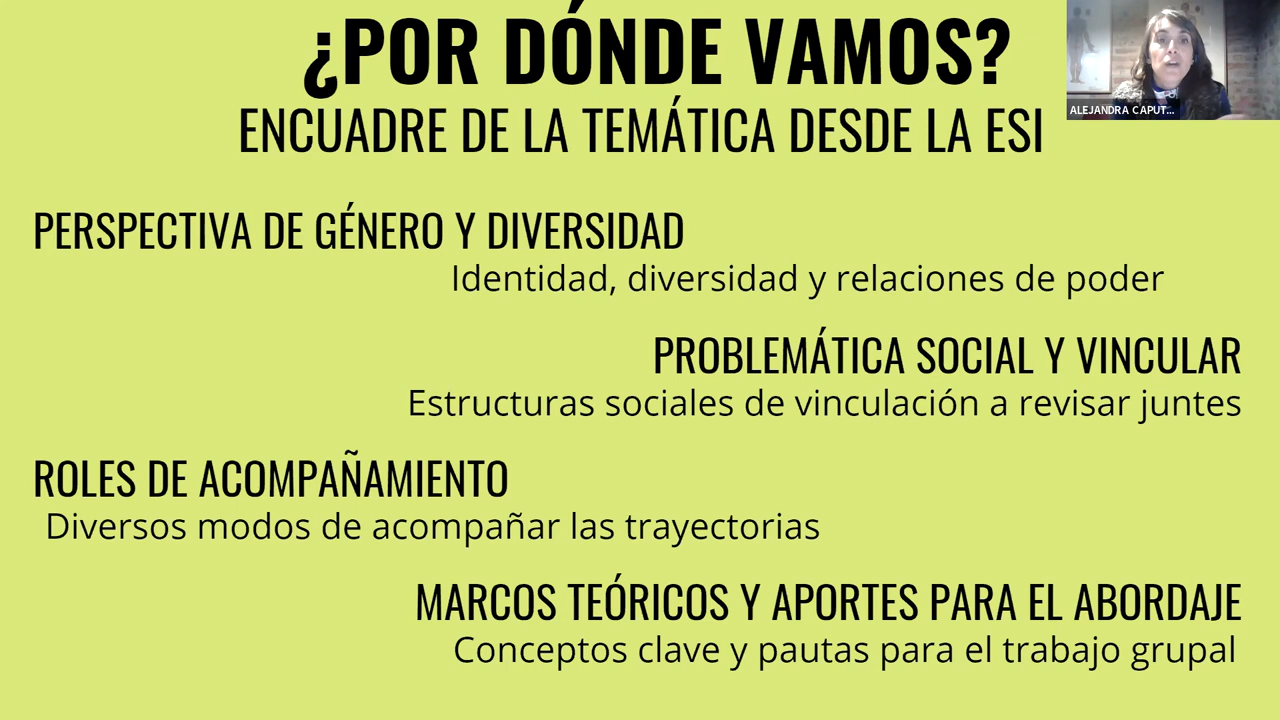 ¿POR DÓNDE VAMOS?
ENCUADRE DE LA TEMÁTICA DESDE LA ESI
ALEJANDRA CAPUT...
PERSPECTIVA DE GÉNERO Y DIVERSIDAD
Identidad, diversidad y relaciones de poder
PROBLEMÁTICA SOCIAL Y VINCULAR
Estructuras sociales de vinculación a revisar juntes
ROLES DE ACOMPAÑAMIENTO
Diversos modos de acompañar las trayectorias
MARCOS TEÓRICOS Y APORTES PARA EL ABORDAJE
Conceptos clave y pautas para el trabajo grupal